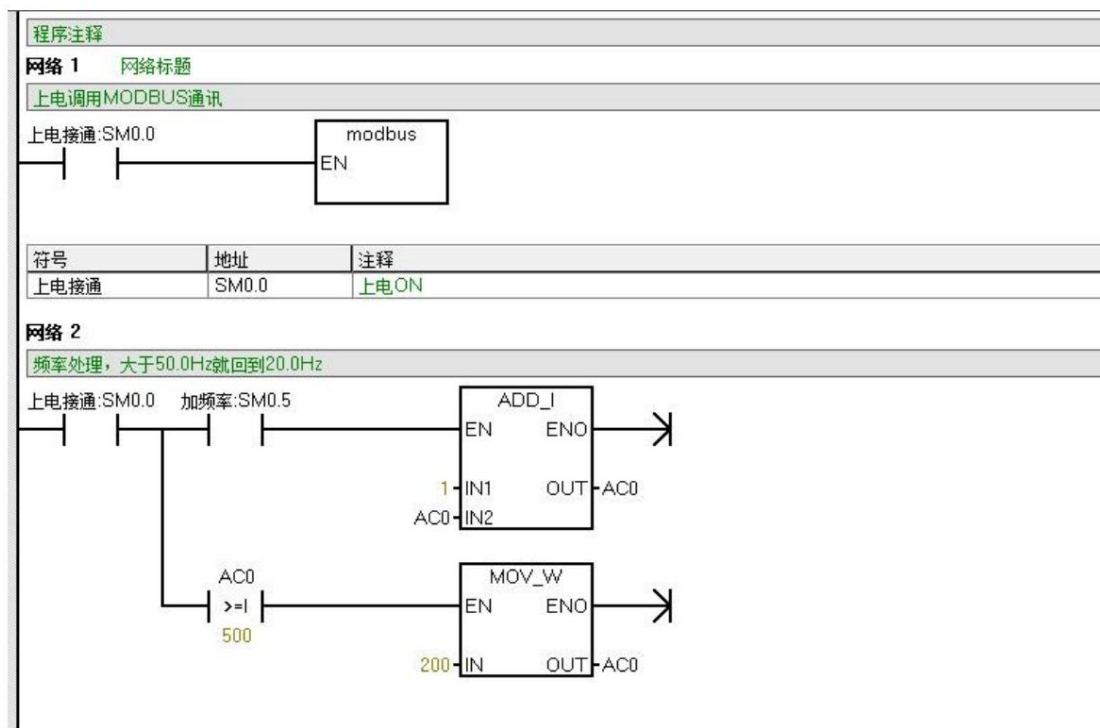 程序注释
网络 1 网络标题
上电调用MODBUS通讯
上电接通:SM0.0
modbus
EN
符号 地址 注释
上电接通 SM0.0 上电ON
网络 2
频率处理，大于50.0Hz就回到20.0Hz
上电接通:SM0.0 加频率:SM0.5
ADD_I
EN ENO
1 IN1 OUT AC0
AC0 IN2
AC0
>=I
500
MOV_W
EN ENO
200 IN OUT AC0